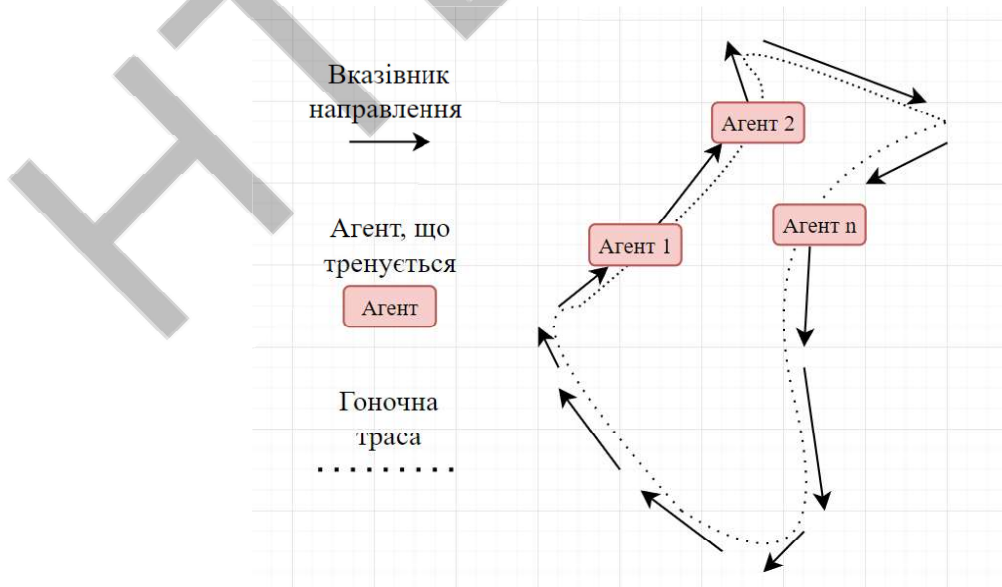 Вказівник
направлення
Агент, що
тренується
Агент
Гоночна
траса
Агент 2
Агент 1
Агент n